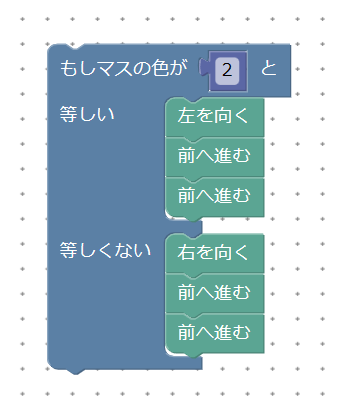 もしマスの色が 2 と
等しい 左を向く
前へ進む
前へ進む
等しくない 右を向く
前へ進む
前へ進む